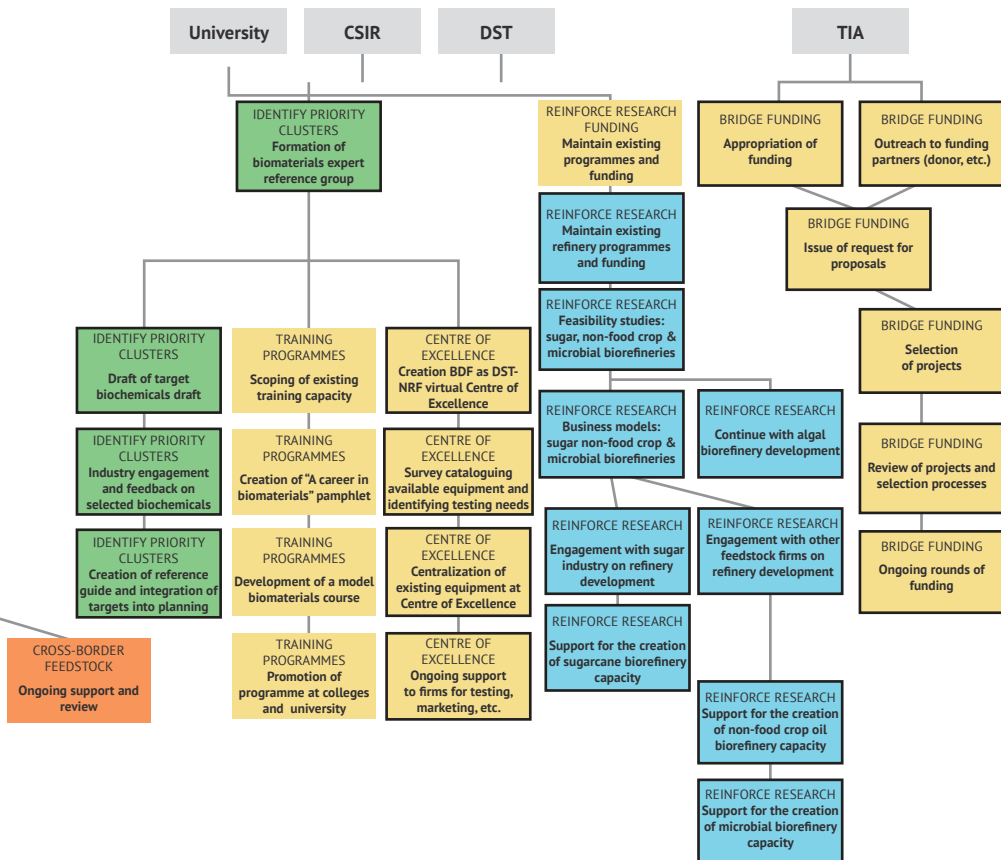 University
CSIR
DST
TIA
IDENTIFY PRIORITY
CLUSTERS
Formation of
biomaterials expert
reference group
REINFORCE RESEARCH
FUNDING
Maintain existing
programmes and
funding
BRIDGE FUNDING
Appropriation of
funding
BRIDGE FUNDING
Outreach to funding
partners (donor, etc.)
REINFORCE RESEARCH
Maintain existing
refinery programmes
and funding
BRIDGE FUNDING
Issue of request for
proposals
REINFORCE RESEARCH
Feasibility studies:
sugar, non-food crop &
microbial biorefineries
BRIDGE FUNDING
Selection
of projects
IDENTIFY PRIORITY
CLUSTERS
Draft of target
biochemicals draft
TRAINING
PROGRAMMES
Scoping of existing
training capacity
CENTRE OF
EXCELLENCE
Creation BDF as DST-
NRF virtual Centre of
Excellence
REINFORCE RESEARCH
Business models:
sugar non-food crop &
microbial biorefineries
REINFORCE RESEARCH
Continue with algal
biorefinery development
BRIDGE FUNDING
Review of projects and
selection processes
IDENTIFY PRIORITY
CLUSTERS
Industry engagement
and feedback on
selected biochemicals
TRAINING
PROGRAMMES
Creation of “A career in
biomaterials” pamphlet
CENTRE OF
EXCELLENCE
Survey cataloguing
available equipment and
identifying testing needs
REINFORCE RESEARCH
Engagement with sugar
industry on refinery
development
REINFORCE RESEARCH
Engagement with other
feedstock firms on
refinery development
BRIDGE FUNDING
Ongoing rounds of
funding
IDENTIFY PRIORITY
CLUSTERS
Creation of reference
guide and integration of
targets into planning
TRAINING
PROGRAMMES
Development of a model
biomaterials course
CENTRE OF
EXCELLENCE
Centralization of
existing equipment at
Centre of Excellence
REINFORCE RESEARCH
Support for the creation
of sugarcane biorefinery
capacity
CROSS-BORDER
FEEDSTOCK
Ongoing support and
review
TRAINING
PROGRAMMES
Promotion of
programme at colleges
and university
CENTRE OF
EXCELLENCE
Ongoing support
to firms for testing,
marketing, etc.
REINFORCE RESEARCH
Support for the creation
of non-food crop oil
biorefinery capacity
REINFORCE RESEARCH
Support for the creation
of microbial biorefinery
capacity